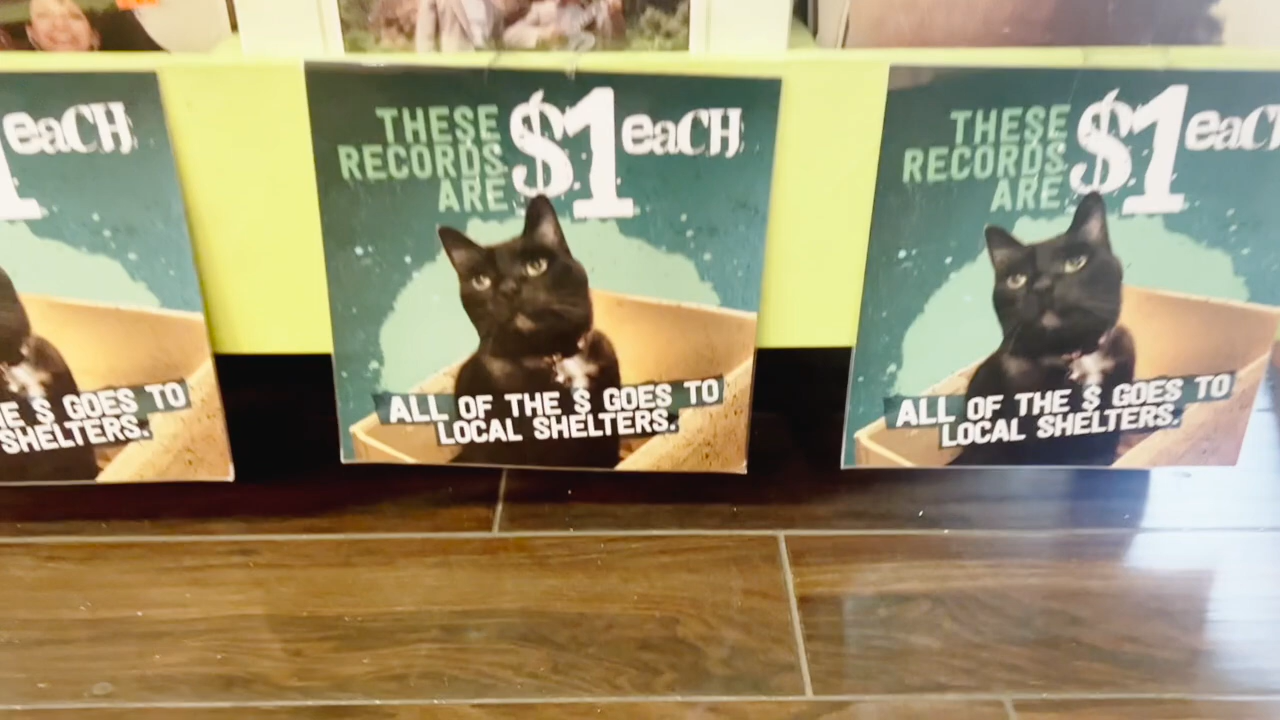 eaCH
E $ GOES TO
SHELTERS.
THESE RECORDS ARE $1 eaCH
ALL OF THE $ GOES TO
LOCAL SHELTERS.
THESE RECORDS ARE $1 eaC
ALL OF THE $ GOES TO
LOCAL SHELTERS.